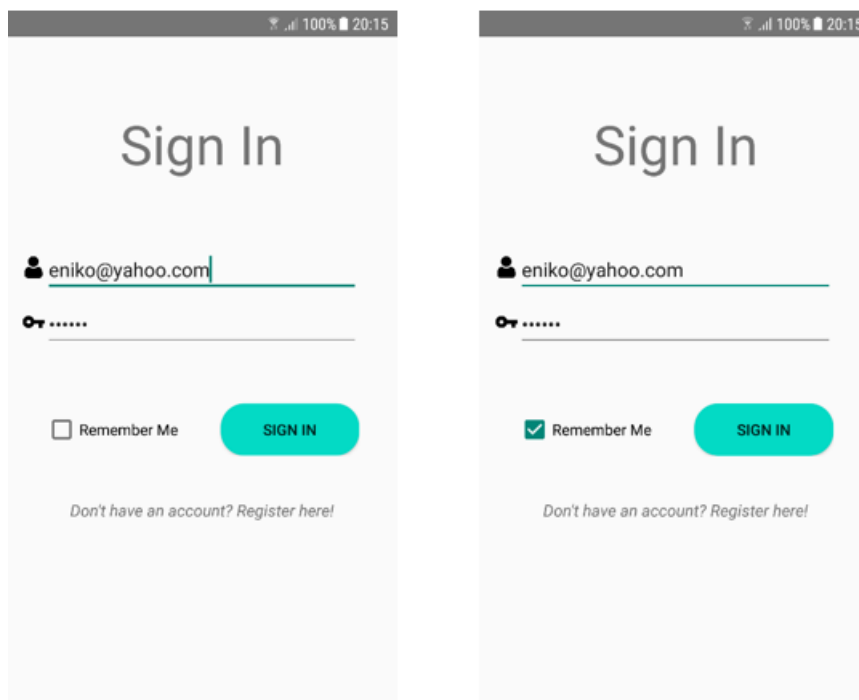 100% 20:15
Sign In
eniko@yahoo.com
••••••
Remember Me
SIGN IN
Don't have an account? Register here!
100% 20:15
Sign In
eniko@yahoo.com
••••••
Remember Me
SIGN IN
Don't have an account? Register here!